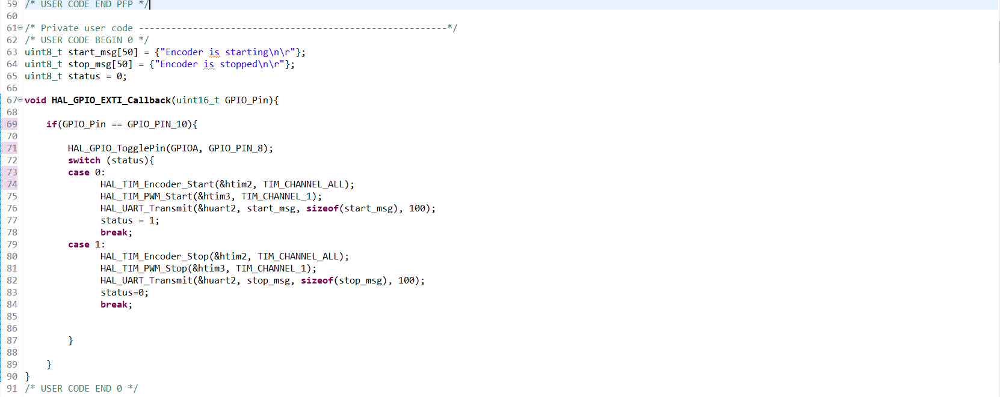 59 /* USER CODE END PFP */
60
61 /* Private user code ---------------------------------------------------------*/
62 /* USER CODE BEGIN 0 */
63 uint8_t start_msg[50] = {"Encoder is starting\n\r"};
64 uint8_t stop_msg[50] = {"Encoder is stopped\n\r"};
65 uint8_t status = 0;
66
67 void HAL_GPIO_EXTI_Callback(uint16_t GPIO_Pin){
68
69     if(GPIO_Pin == GPIO_PIN_10){
70
71         HAL_GPIO_TogglePin(GPIOA, GPIO_PIN_8);
72         switch (status){
73         case 0:
74               HAL_TIM_Encoder_Start(&htim2, TIM_CHANNEL_ALL);
75               HAL_TIM_PWM_Start(&htim3, TIM_CHANNEL_1);
76               HAL_UART_Transmit(&huart2, start_msg, sizeof(start_msg), 100);
77               status = 1;
78               break;
79         case 1:
80               HAL_TIM_Encoder_Stop(&htim2, TIM_CHANNEL_ALL);
81               HAL_TIM_PWM_Stop(&htim3, TIM_CHANNEL_1);
82               HAL_UART_Transmit(&huart2, stop_msg, sizeof(stop_msg), 100);
83               status=0;
84               break;
85
86
87         }
88
89     }
90 }
91 /* USER CODE END 0 */